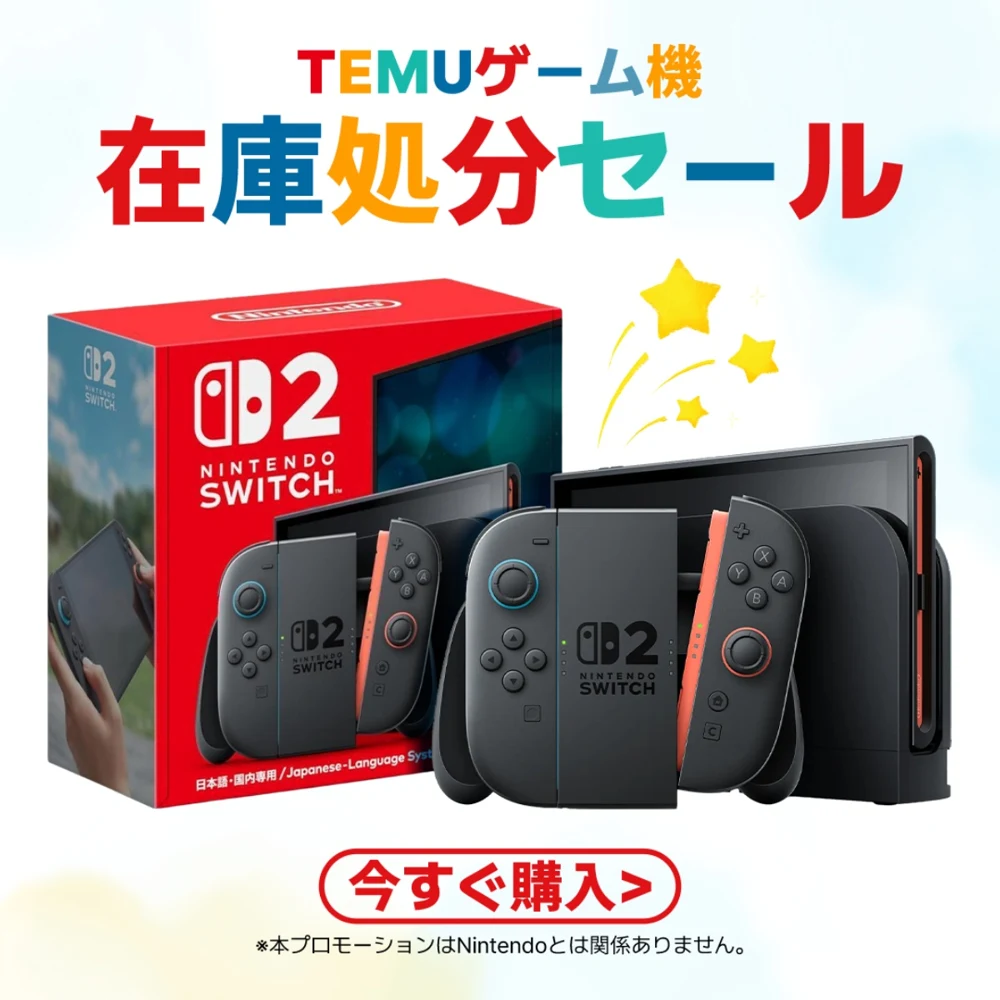 TEMUゲーム機
在庫処分セール
Nintendo
2
NINTENDO
SWITCH
2
NINTENDO
SWITCH™
2
NINTENDO
SWITCH
X
Y
A
B
C
日本語・国内専用/Japanese-Language
2
NINTENDO
SWITCH
X
Y
A
B
C
今すぐ購入>
※本プロモーションはNintendoとは関係ありません。